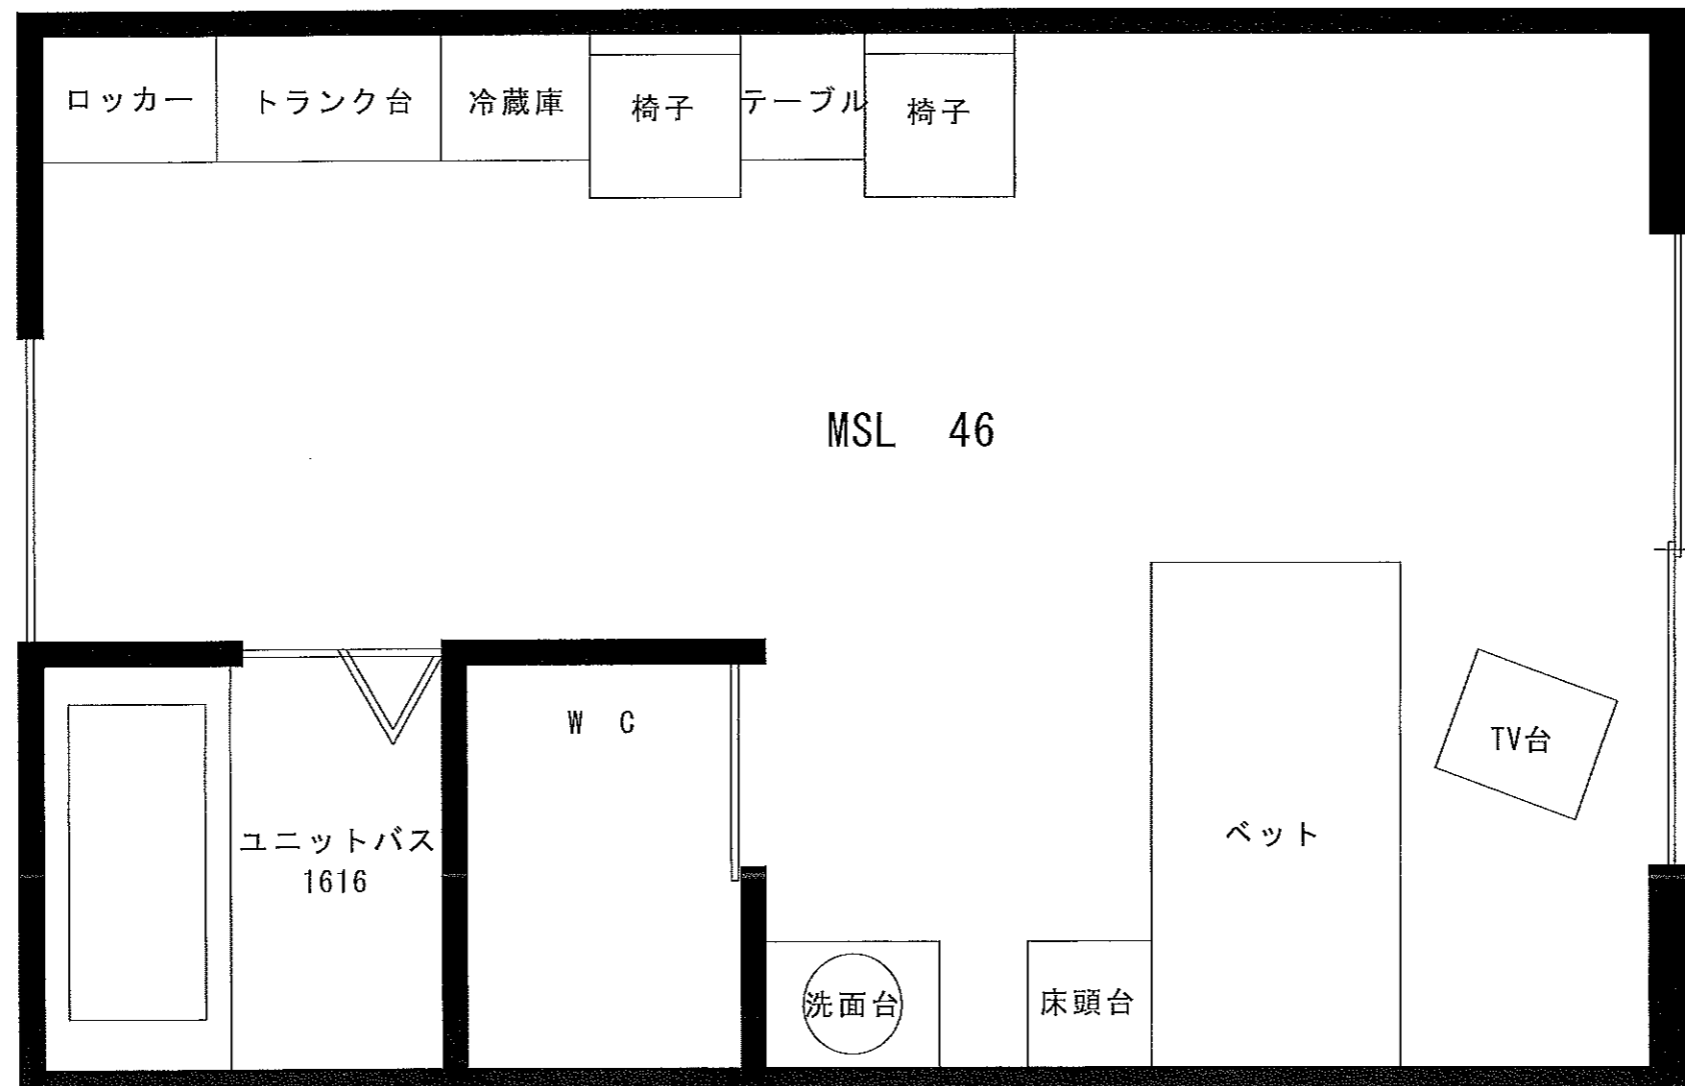 ロッカー
トランク台
冷蔵庫
椅子
テーブル
椅子
MSL 46
W C
TV台
ユニットバス
1616
ベット
洗面台
床頭台